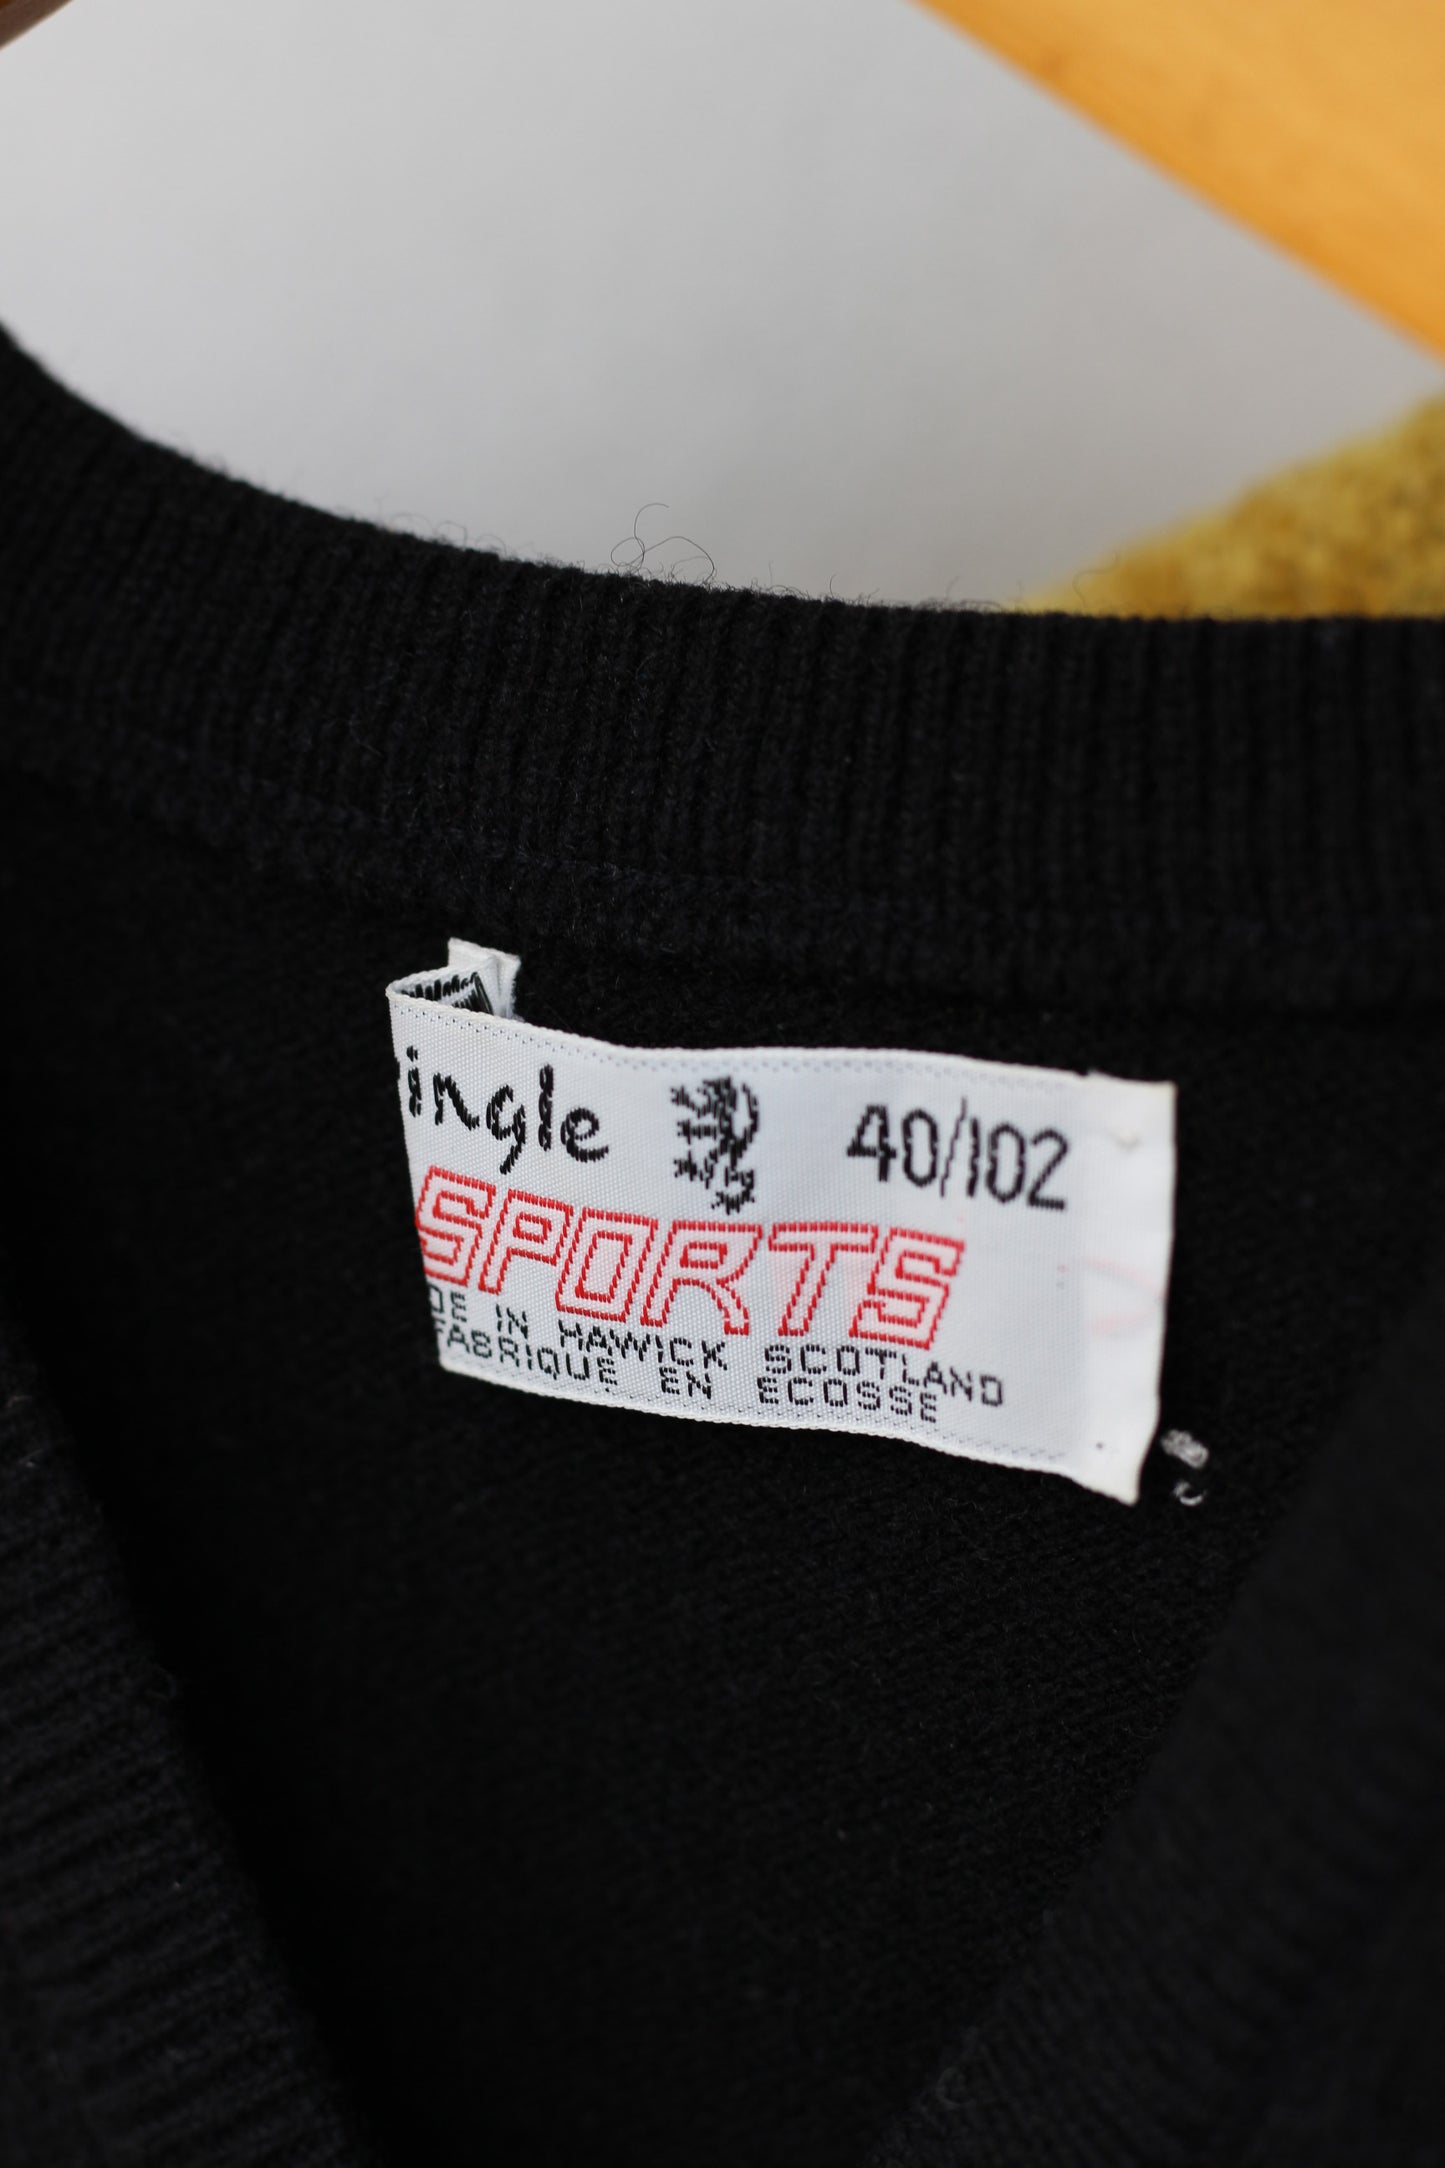 ingle 40/102
SPORTS
DE IN HAWICK SCOTLAND
FABRIQUE EN ECOSSE